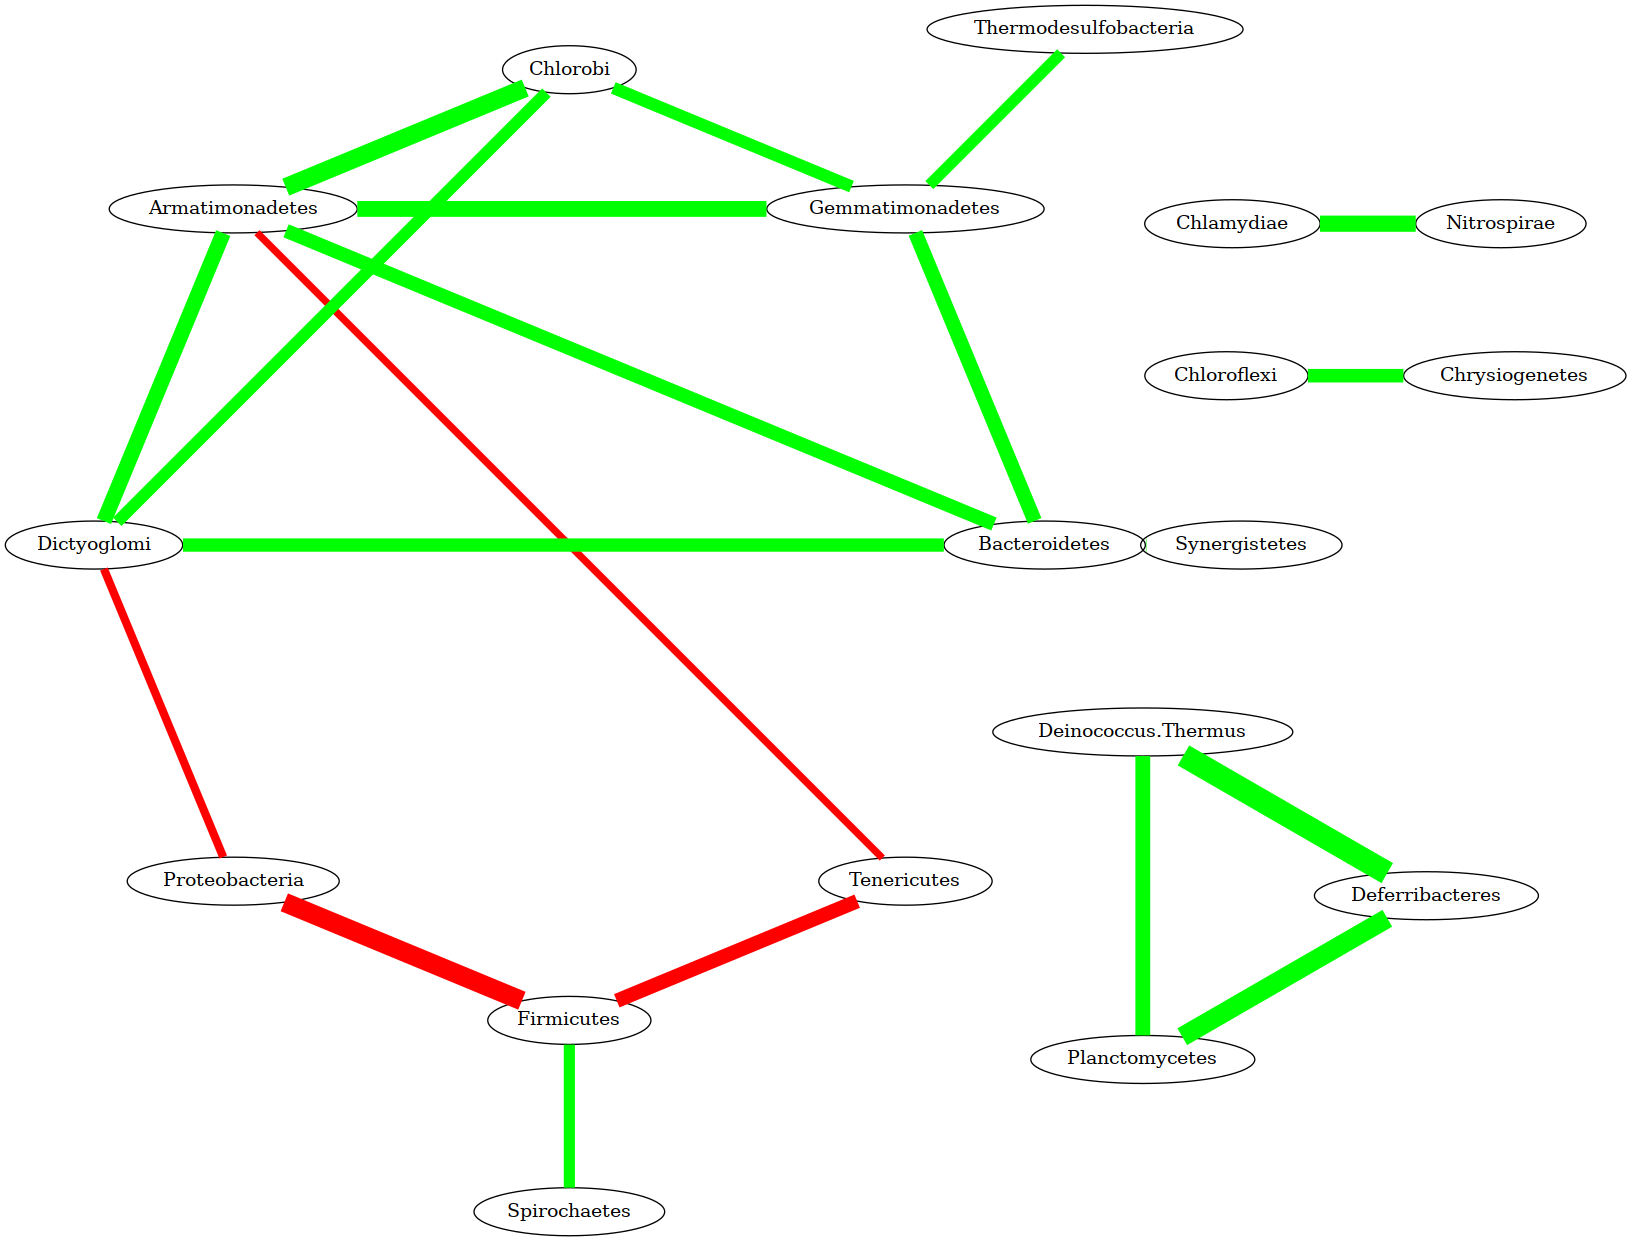 Thermodesulfobacteria
Chlorobi
Armatimonadetes
Gemmatimonadetes
Chlamydiae
Nitrospirae
Chloroflexi
Chrysiogenetes
Dictyoglomi
Bacteroidetes
Synergistetes
Deinococcus.Thermus
Proteobacteria
Tenericutes
Deferribacteres
Firmicutes
Planctomycetes
Spirochaetes